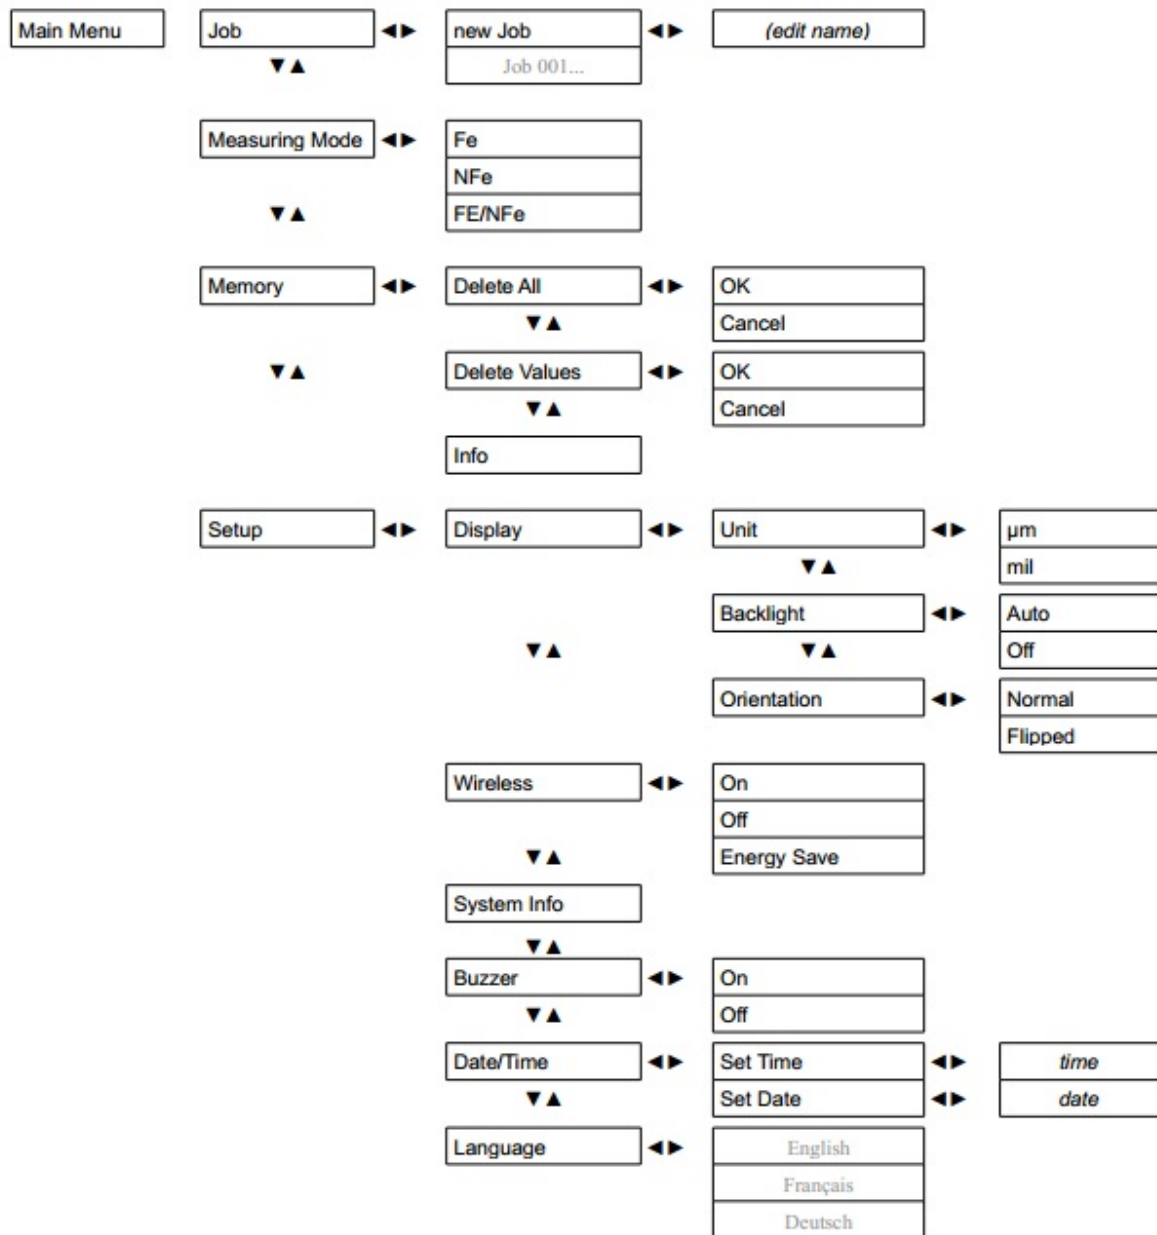 Main Menu Job ◄► new Job ◄► (edit name)
▼▲ Job 001...
Measuring Mode ◄► Fe
NFe
▼▲ FE/NFe
Memory ◄► Delete All ◄► OK
▼▲ Cancel
▼▲ Delete Values ◄► OK
▼▲ Cancel
Info
Setup ◄► Display ◄► Unit ◄► µm
▼▲ mil
Backlight ◄► Auto
▼▲ ▼▲ Off
Orientation ◄► Normal
Flipped
Wireless ◄► On
Off
▼▲ Energy Save
System Info
▼▲
Buzzer ◄► On
▼▲ Off
Date/Time ◄► Set Time ◄► time
▼▲ Set Date ◄► date
Language ◄► English
Français
Deutsch